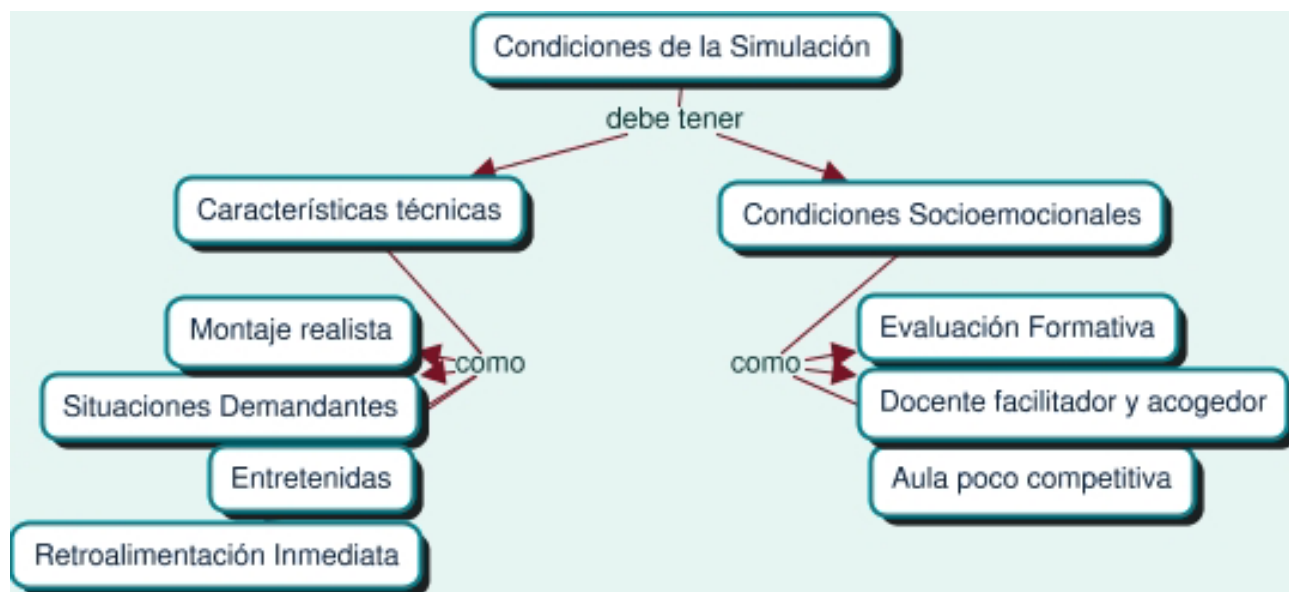 Condiciones de la Simulación
debe tener
Características técnicas
Condiciones Socioemocionales
Montaje realista
como
Situaciones Demandantes
Entretenidas
Retroalimentación Inmediata
Evaluación Formativa
como
Docente facilitador y acogedor
Aula poco competitiva